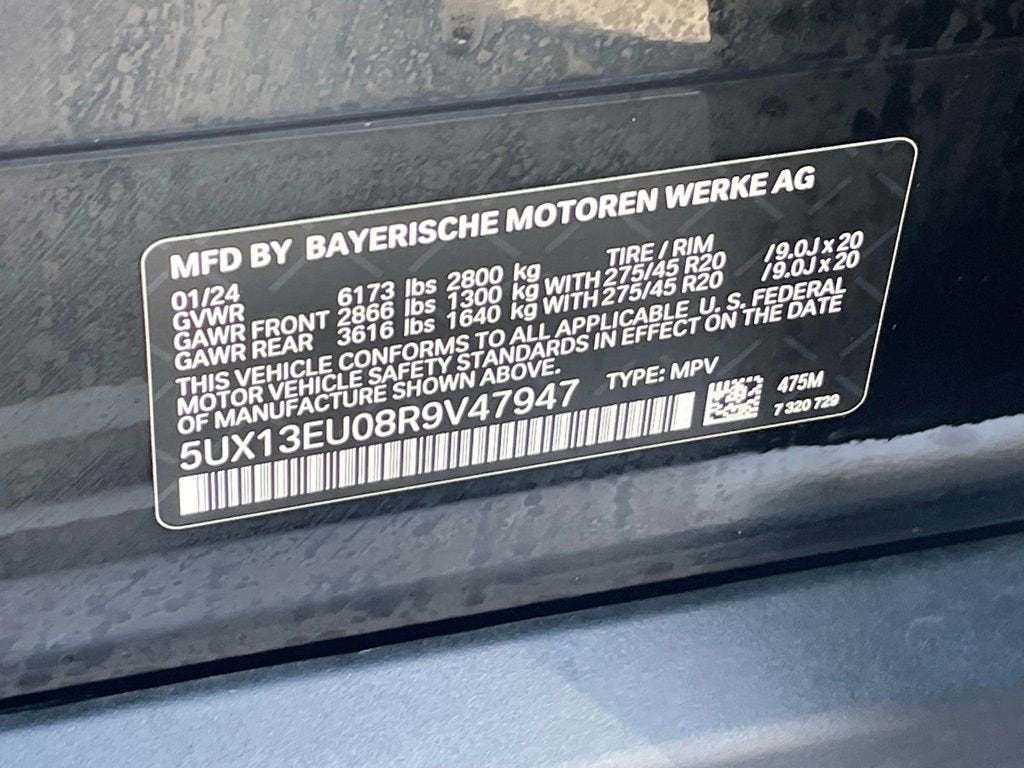 MFD BY BAYERISCHE MOTOREN WERKE AG
01/24 TIRE / RIM
GVWR 6173 lbs 2800 kg
GAWR FRONT 2866 lbs 1300 kg WITH 275/45 R20 /9.0J x 20
GAWR REAR 3616 lbs 1640 kg WITH 275/45 R20 /9.0J x 20
THIS VEHICLE CONFORMS TO ALL APPLICABLE U. S. FEDERAL
MOTOR VEHICLE SAFETY STANDARDS IN EFFECT ON THE DATE
OF MANUFACTURE SHOWN ABOVE.
5UX13EU08R9V47947 TYPE: MPV
475M
7 320 729